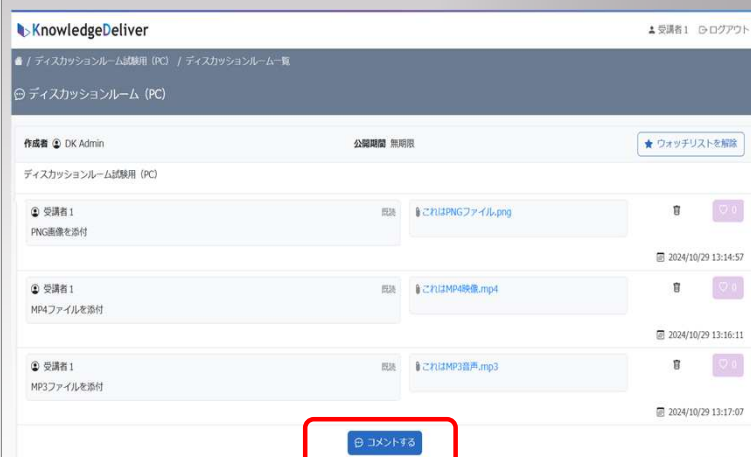 KnowledgeDeliver
受講者1 ログアウト
/ ディスカッションルーム試験用 (PC) / ディスカッションルーム一覧
ディスカッションルーム (PC)
作成者 DK Admin 公開期間 無期限 ウォッチリストを解除
ディスカッションルーム試験用 (PC)
受講者1 既読 これはPNGファイル.png 0
PNG画像を添付
2024/10/29 13:14:57
受講者1 既読 これはMP4映像.mp4 0
MP4ファイルを添付
2024/10/29 13:16:11
受講者1 既読 これはMP3音声.mp3 0
MP3ファイルを添付
2024/10/29 13:17:07
コメントする